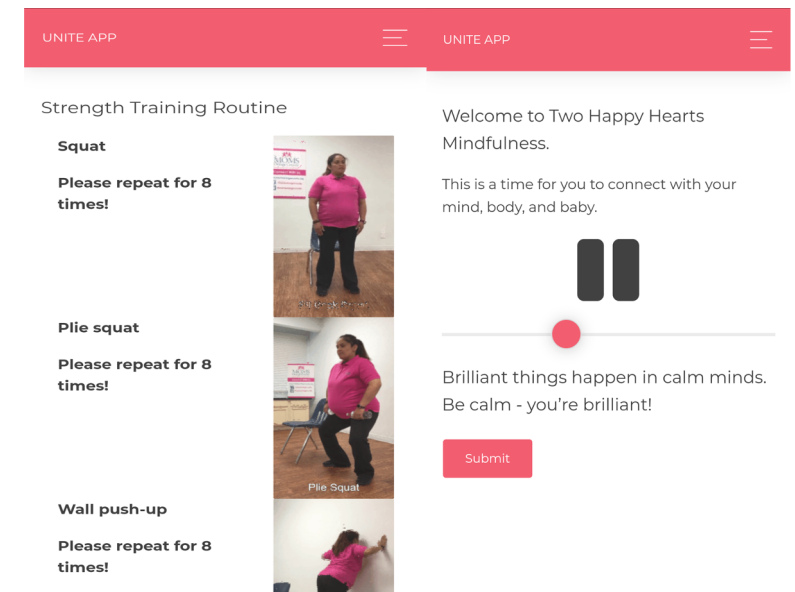 UNITE APP
Strength Training Routine
Squat
Please repeat for 8
times!
MOMS
Plie squat
Please repeat for 8
times!
MOMS
Plie Squat
Wall push-up
Please repeat for 8
times!
UNITE APP
Welcome to Two Happy Hearts
Mindfulness.
This is a time for you to connect with your
mind, body, and baby.
Brilliant things happen in calm minds.
Be calm - you’re brilliant!
Submit